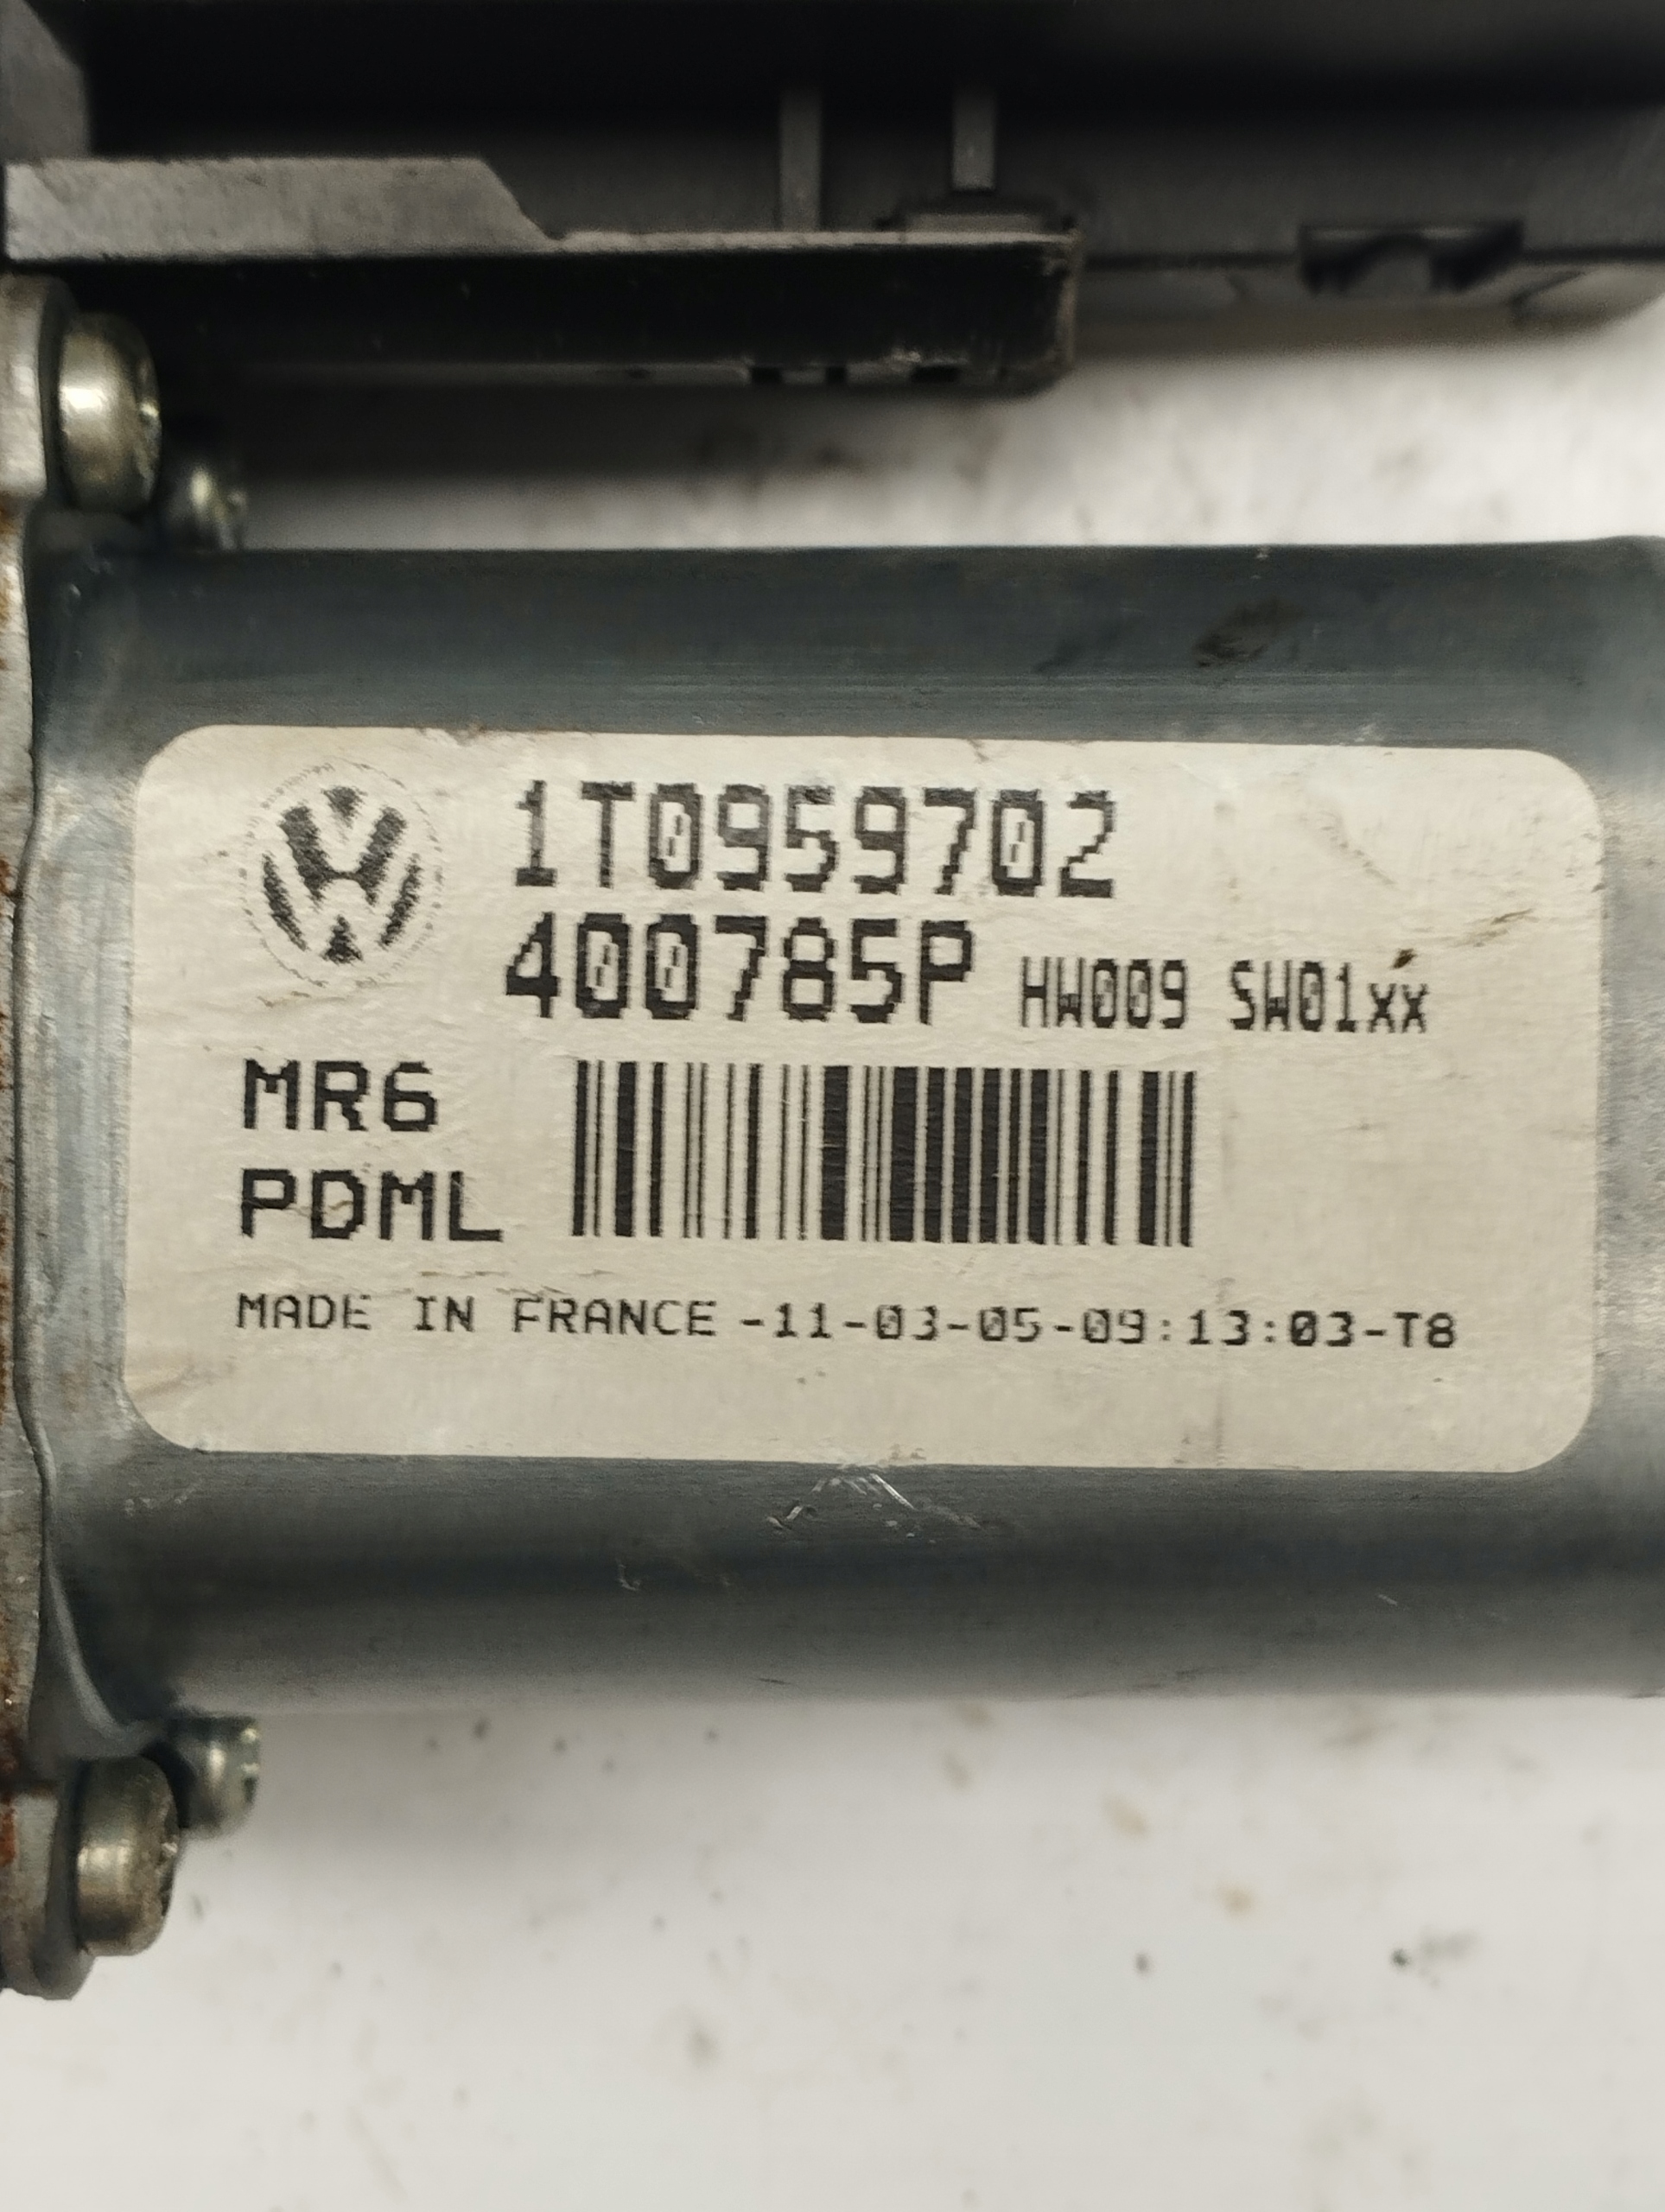 1T0959702
400785P HW009 SW01xx
MR6
PDML
MADE IN FRANCE -11-03-05-09:13:03-T8